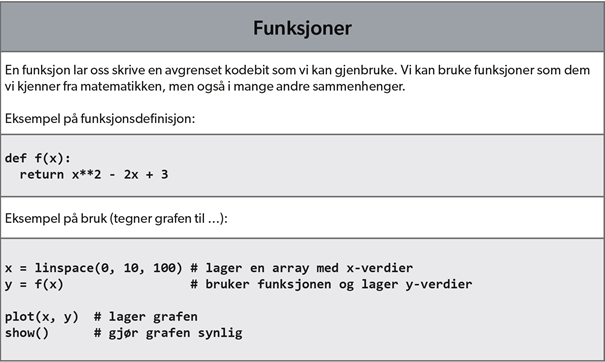 Funksjoner
En funksjon lar oss skrive en avgrenset kodebit som vi kan gjenbruke. Vi kan bruke funksjoner som dem
vi kjenner fra matematikken, men også i mange andre sammenhenger.
Eksempel på funksjonsdefinisjon:
def f(x):
  return x**2 - 2x + 3
Eksempel på bruk (tegner grafen til …):
x = linspace(0, 10, 100) # lager en array med x-verdier
y = f(x)                 # bruker funksjonen og lager y-verdier
plot(x, y)  # lager grafen
show()      # gjør grafen synlig